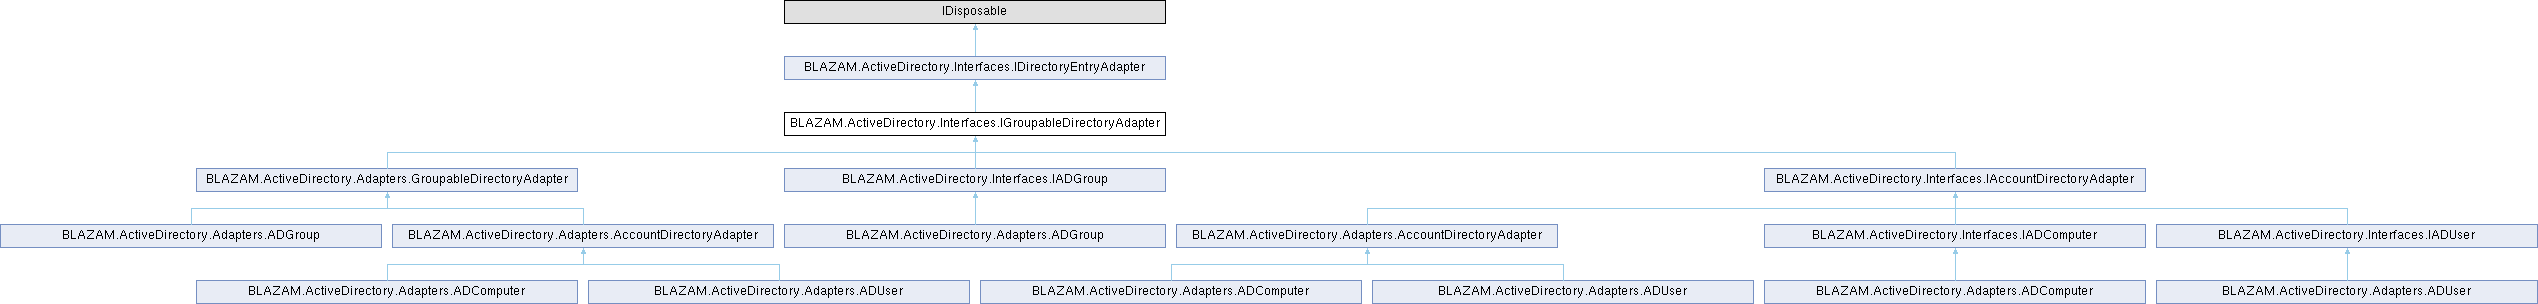 IDisposable
BLAZAM.ActiveDirectory.Interfaces.IDirectoryEntryAdapter
BLAZAM.ActiveDirectory.Interfaces.IGroupableDirectoryAdapter
BLAZAM.ActiveDirectory.Adapters.GroupableDirectoryAdapter
BLAZAM.ActiveDirectory.Interfaces.IADGroup
BLAZAM.ActiveDirectory.Interfaces.IAccountDirectoryAdapter
BLAZAM.ActiveDirectory.Adapters.ADGroup
BLAZAM.ActiveDirectory.Adapters.AccountDirectoryAdapter
BLAZAM.ActiveDirectory.Adapters.ADGroup
BLAZAM.ActiveDirectory.Adapters.AccountDirectoryAdapter
BLAZAM.ActiveDirectory.Interfaces.IADComputer
BLAZAM.ActiveDirectory.Interfaces.IADUser
BLAZAM.ActiveDirectory.Adapters.ADComputer
BLAZAM.ActiveDirectory.Adapters.ADUser
BLAZAM.ActiveDirectory.Adapters.ADComputer
BLAZAM.ActiveDirectory.Adapters.ADUser
BLAZAM.ActiveDirectory.Adapters.ADComputer
BLAZAM.ActiveDirectory.Adapters.ADUser